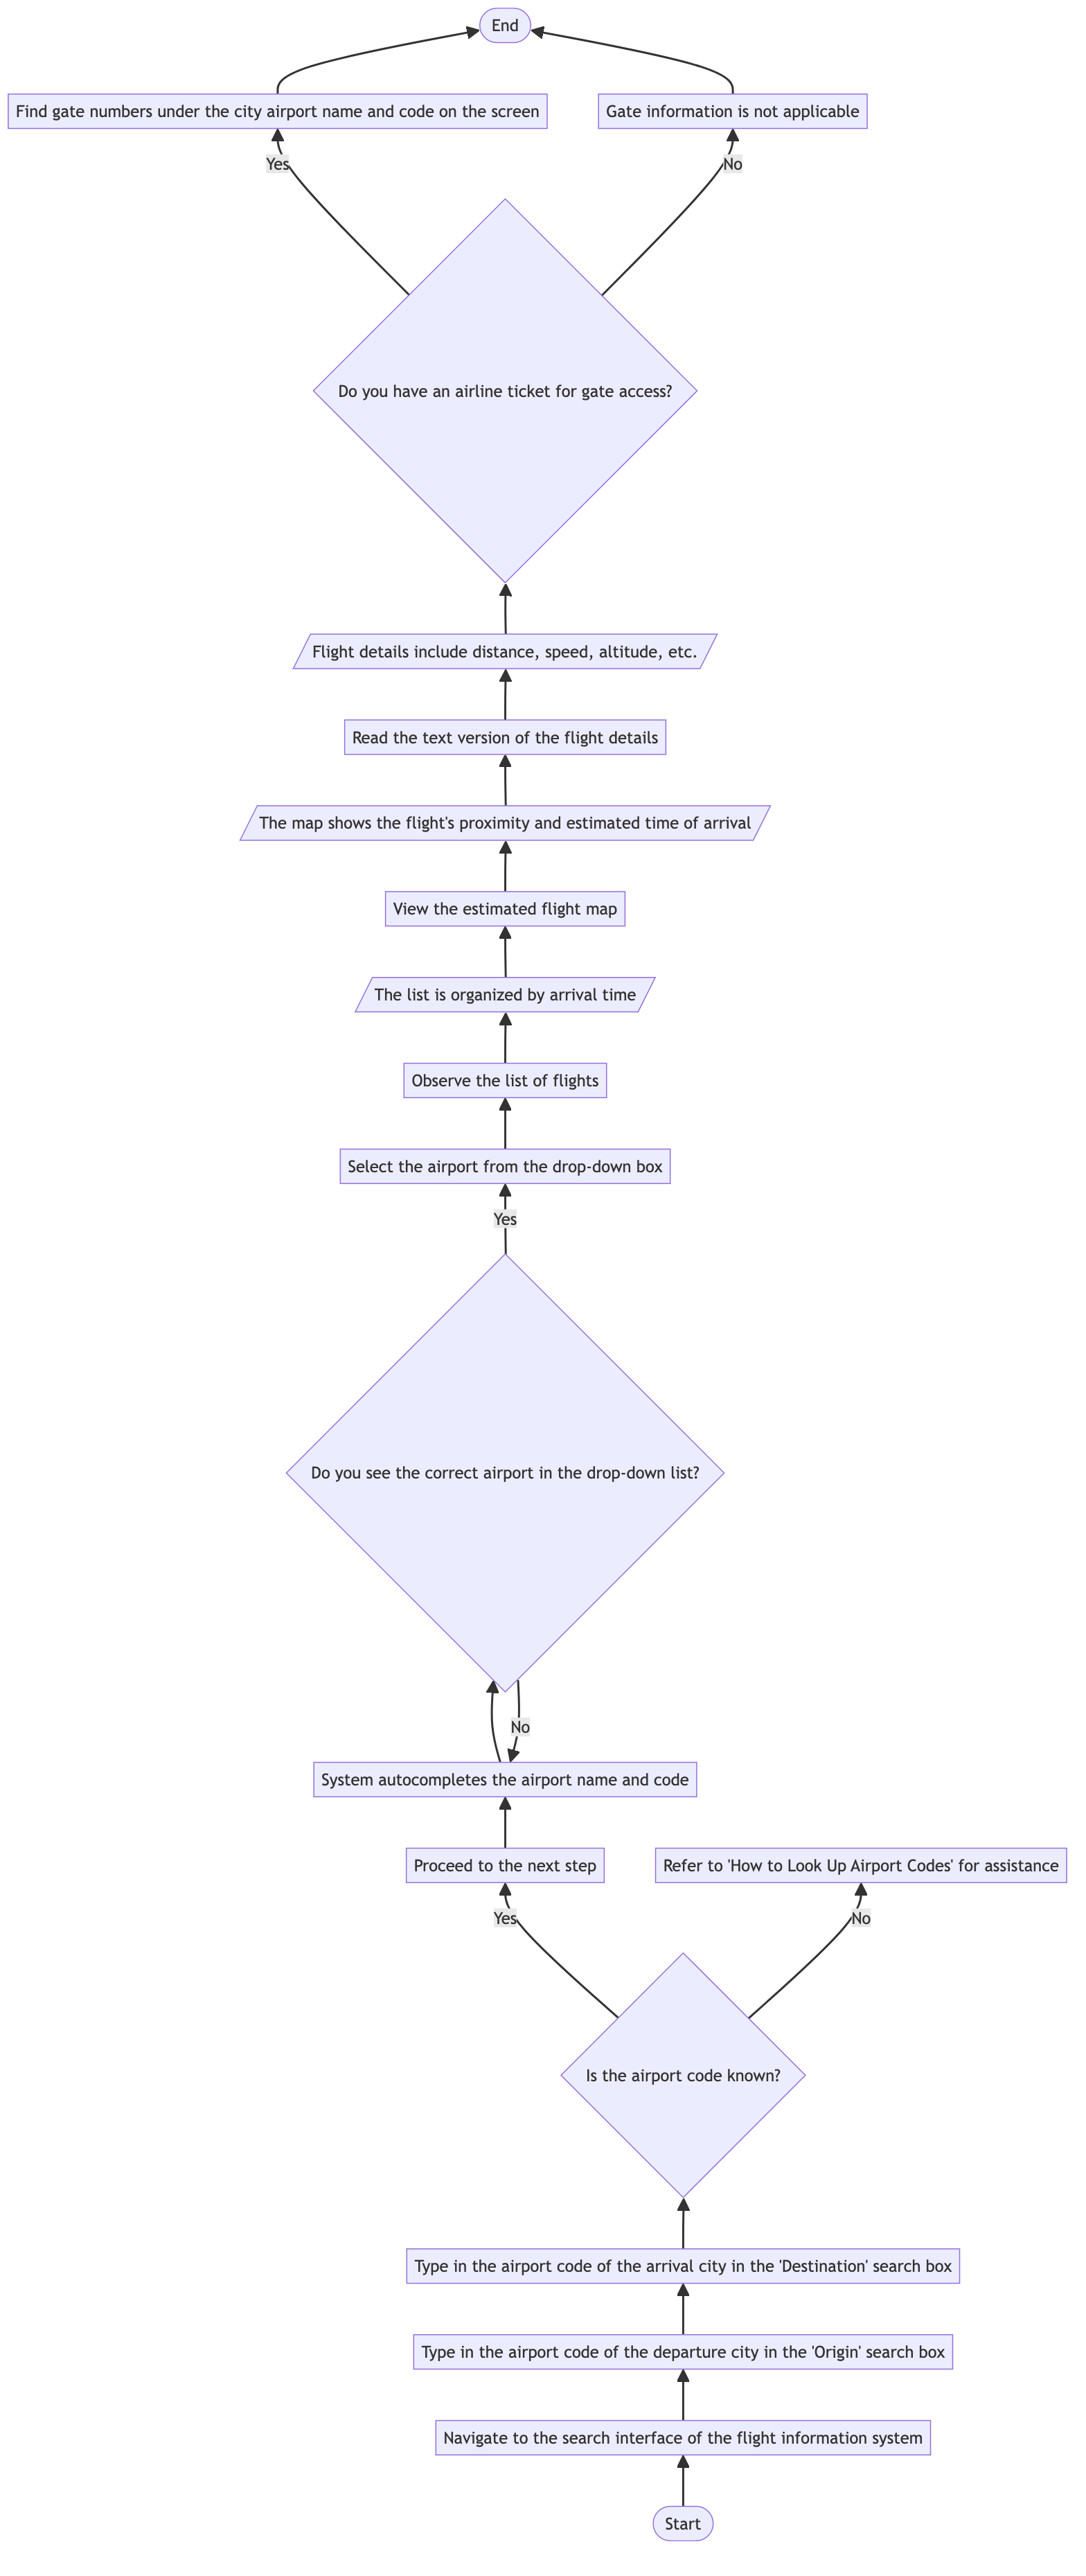 End
Find gate numbers under the city airport name and code on the screen
Gate information is not applicable
Yes
No
Do you have an airline ticket for gate access?
Flight details include distance, speed, altitude, etc.
Read the text version of the flight details
The map shows the flight's proximity and estimated time of arrival
View the estimated flight map
The list is organized by arrival time
Observe the list of flights
Select the airport from the drop-down box
Yes
Do you see the correct airport in the drop-down list?
No
System autocompletes the airport name and code
Proceed to the next step
Refer to 'How to Look Up Airport Codes' for assistance
Yes
No
Is the airport code known?
Type in the airport code of the arrival city in the 'Destination' search box
Type in the airport code of the departure city in the 'Origin' search box
Navigate to the search interface of the flight information system
Start